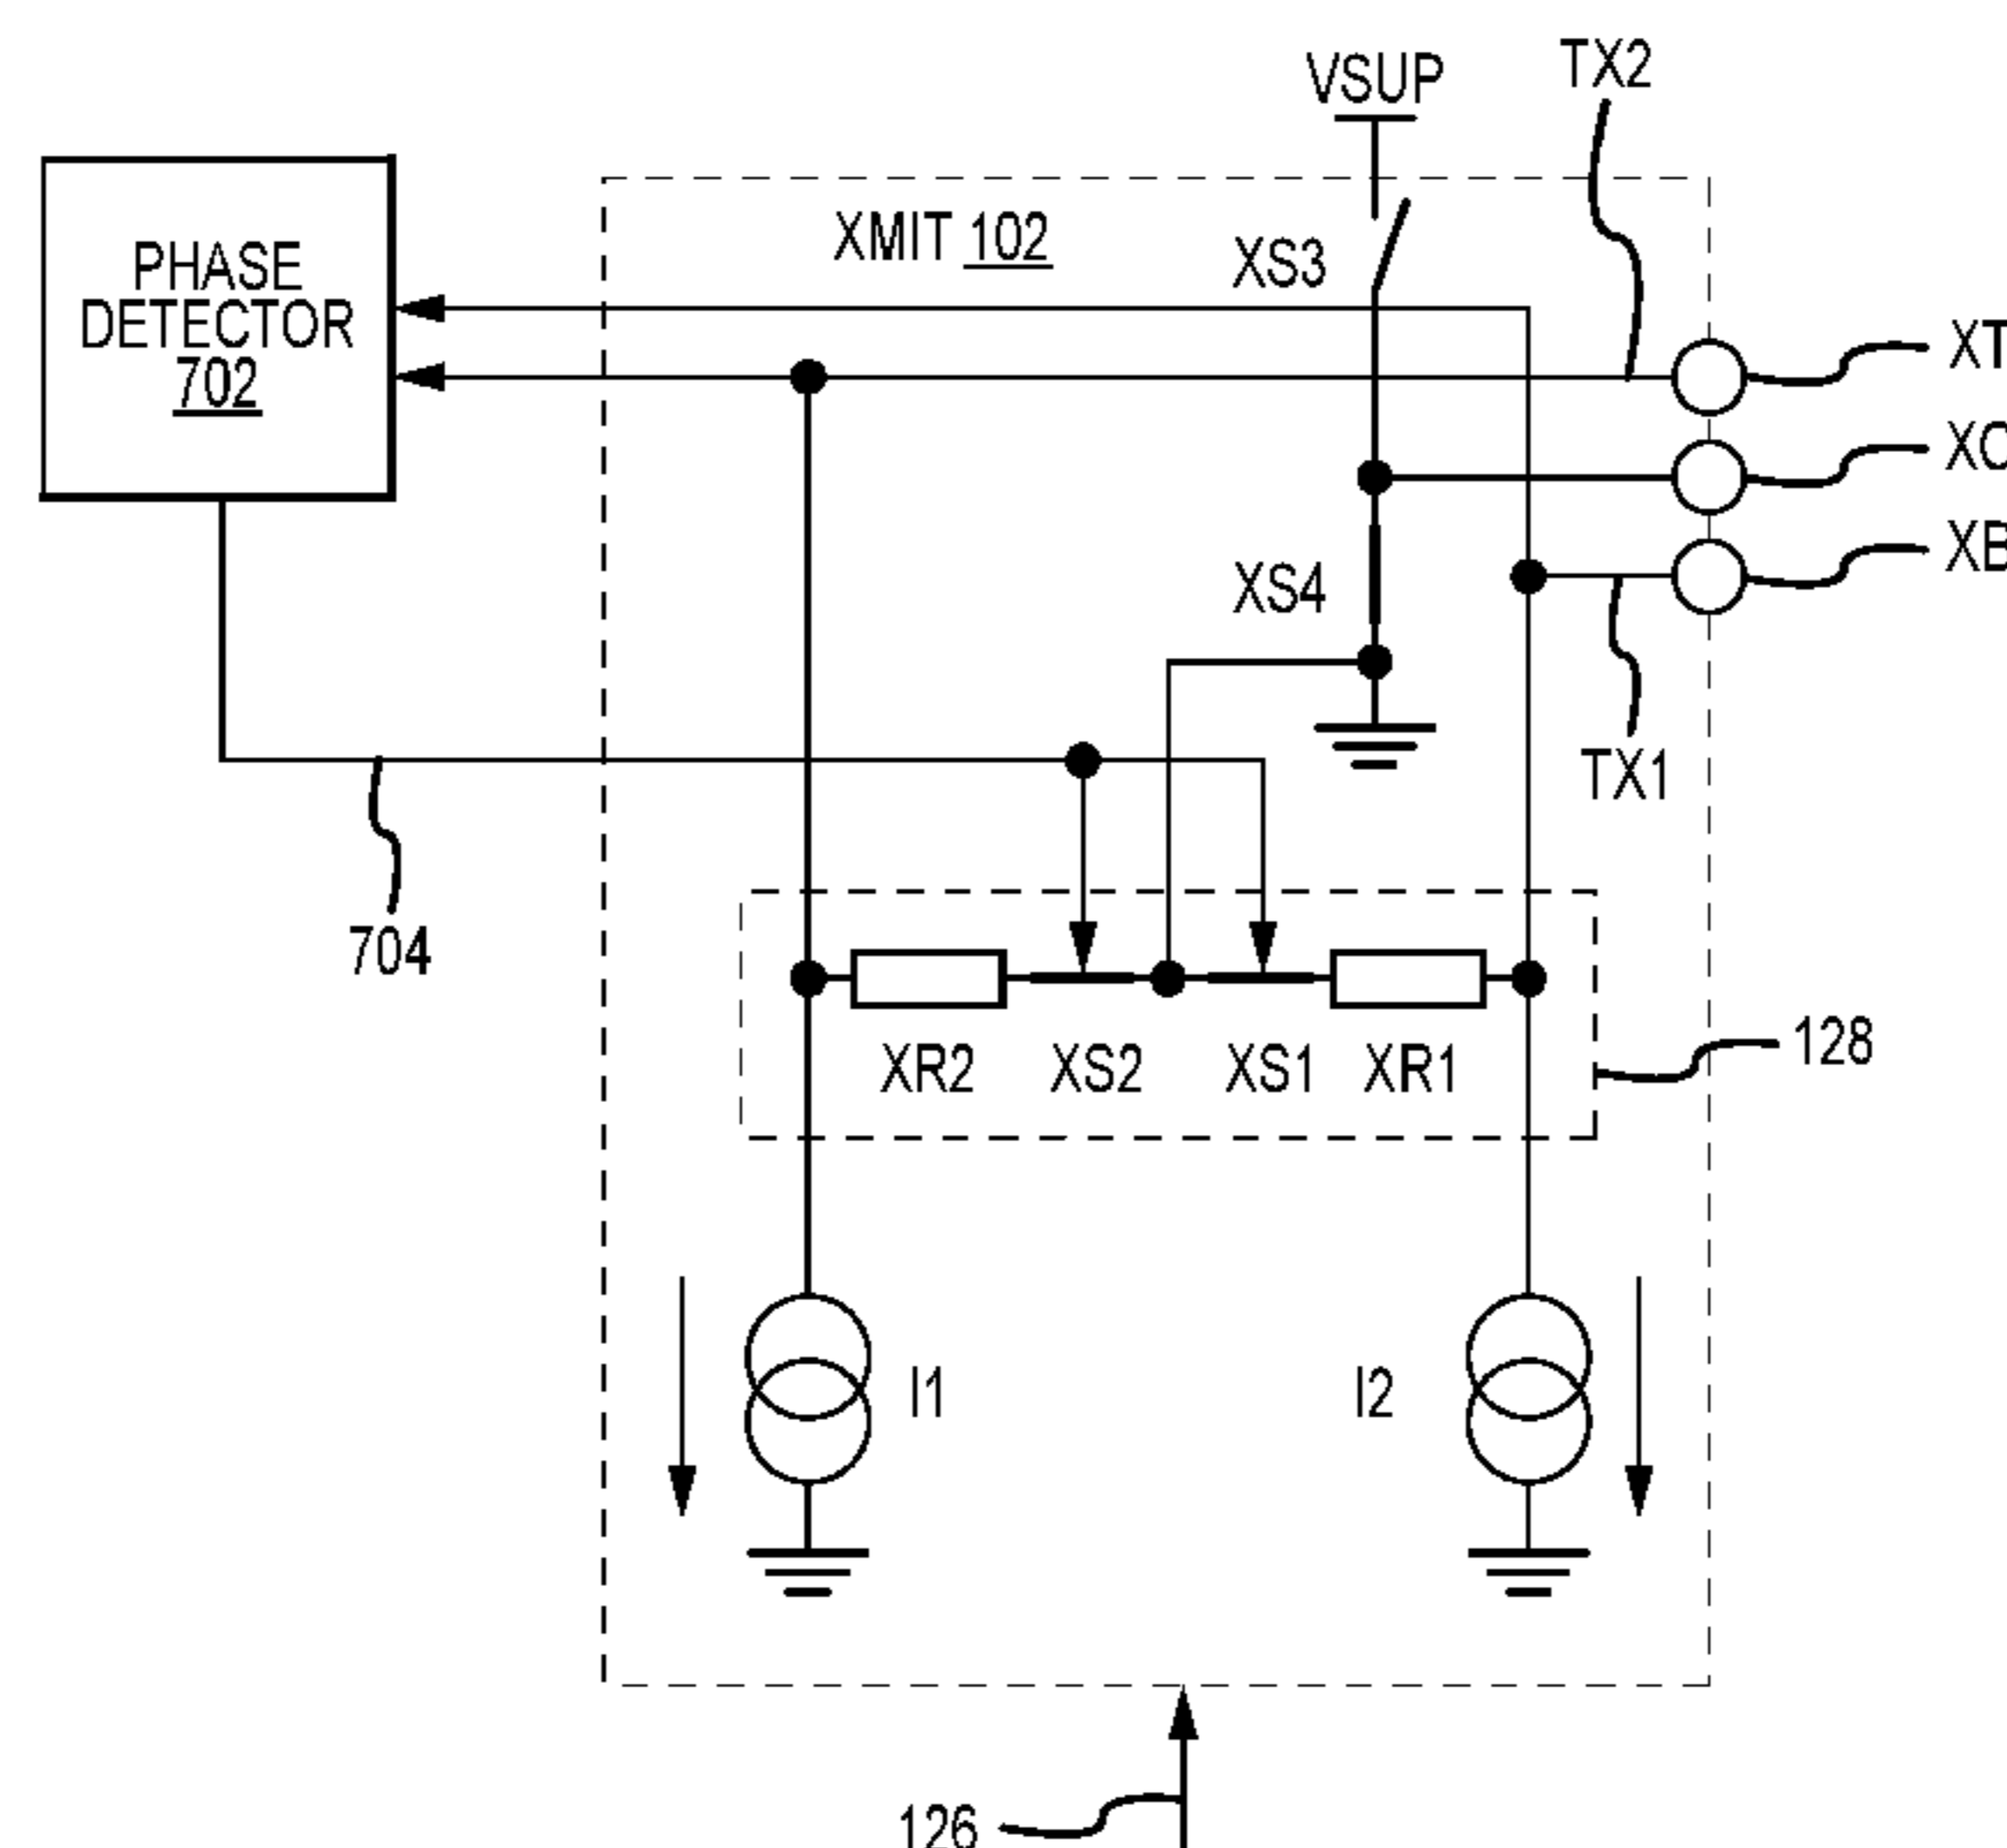 VSUP
TX2
PHASE
DETECTOR
702
XMIT 102
XS3
XT
XS4
TX1
704
XR2
XS2
XS1
XR1
128
I1
I2
126